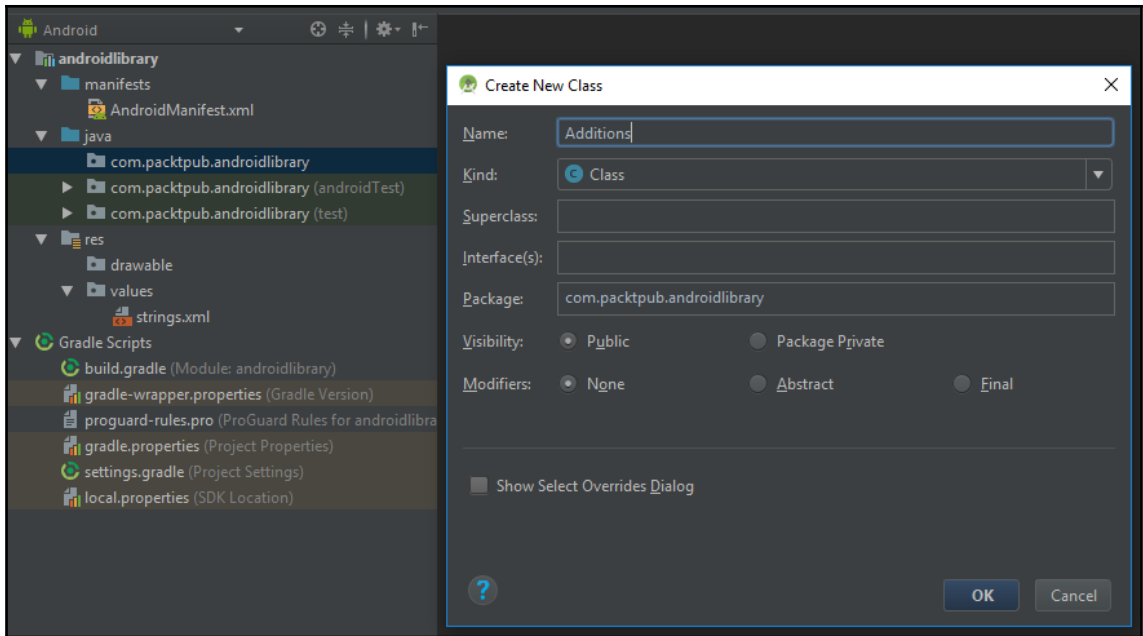 Android
androidlibrary
manifests
AndroidManifest.xml
java
com.packtpub.androidlibrary
com.packtpub.androidlibrary (androidTest)
com.packtpub.androidlibrary (test)
res
drawable
values
strings.xml
Gradle Scripts
build.gradle (Module: androidlibrary)
gradle-wrapper.properties (Gradle Version)
proguard-rules.pro (ProGuard Rules for androidlibra
gradle.properties (Project Properties)
settings.gradle (Project Settings)
local.properties (SDK Location)
Create New Class
Name: Additions
Kind: Class
Superclass:
Interface(s):
Package: com.packtpub.androidlibrary
Visibility: Public Package Private
Modifiers: None Abstract Final
Show Select Overrides Dialog
? OK Cancel